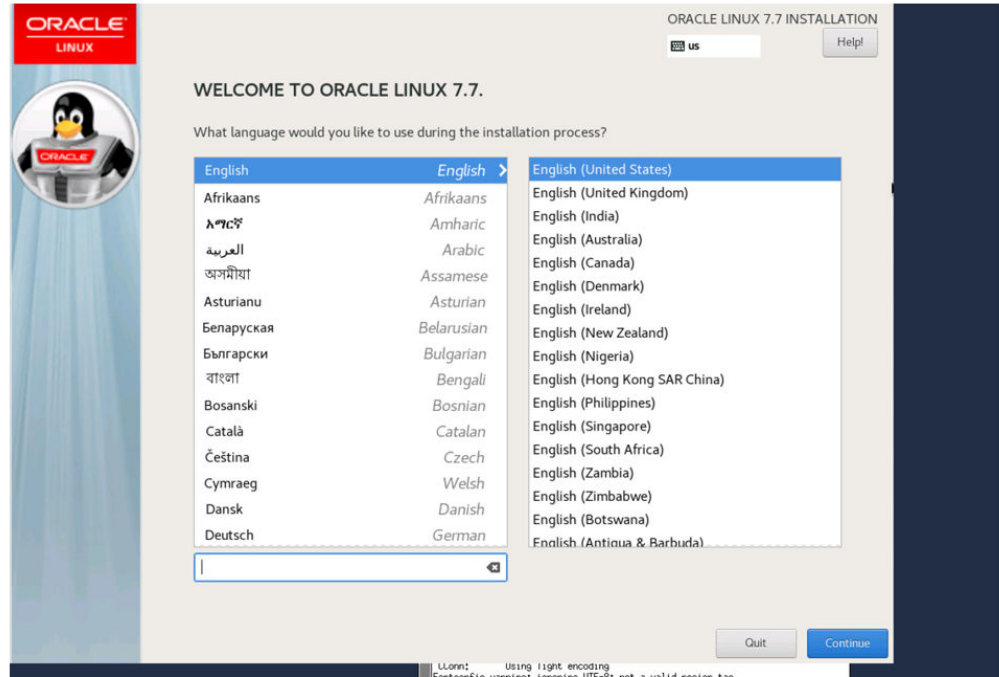 ORACLE
LINUX
ORACLE
ORACLE LINUX 7.7 INSTALLATION
us
Help!
WELCOME TO ORACLE LINUX 7.7.
What language would you like to use during the installation process?
English English
Afrikaans Afrikaans
አማርኛ Amharic
العربية Arabic
অসমীয়া Assamese
Asturianu Asturian
Беларуская Belarusian
Български Bulgarian
বাংলা Bengali
Bosanski Bosnian
Català Catalan
Čeština Czech
Cymraeg Welsh
Dansk Danish
Deutsch German
English (United States)
English (United Kingdom)
English (India)
English (Australia)
English (Canada)
English (Denmark)
English (Ireland)
English (New Zealand)
English (Nigeria)
English (Hong Kong SAR China)
English (Philippines)
English (Singapore)
English (South Africa)
English (Zambia)
English (Zimbabwe)
English (Botswana)
English (Antigua & Barbuda)
Quit
Continue
CConn: Using Tight encoding